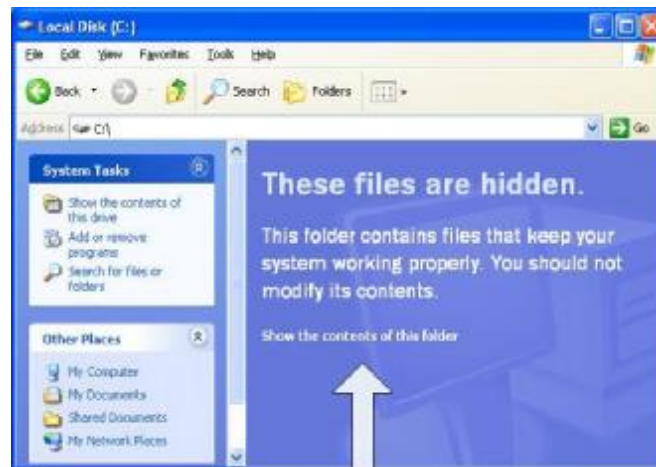 Local Disk (C:)
File Edit View Favorites Tools Help
Back Search Folders
Address C:\ Go
System Tasks
Show the contents of
this drive
Add or remove
programs
Search for files or
folders
Other Places
My Computer
My Documents
Shared Documents
My Network Places
These files are hidden.
This folder contains files that keep your
system working properly. You should not
modify its contents.
Show the contents of this folder